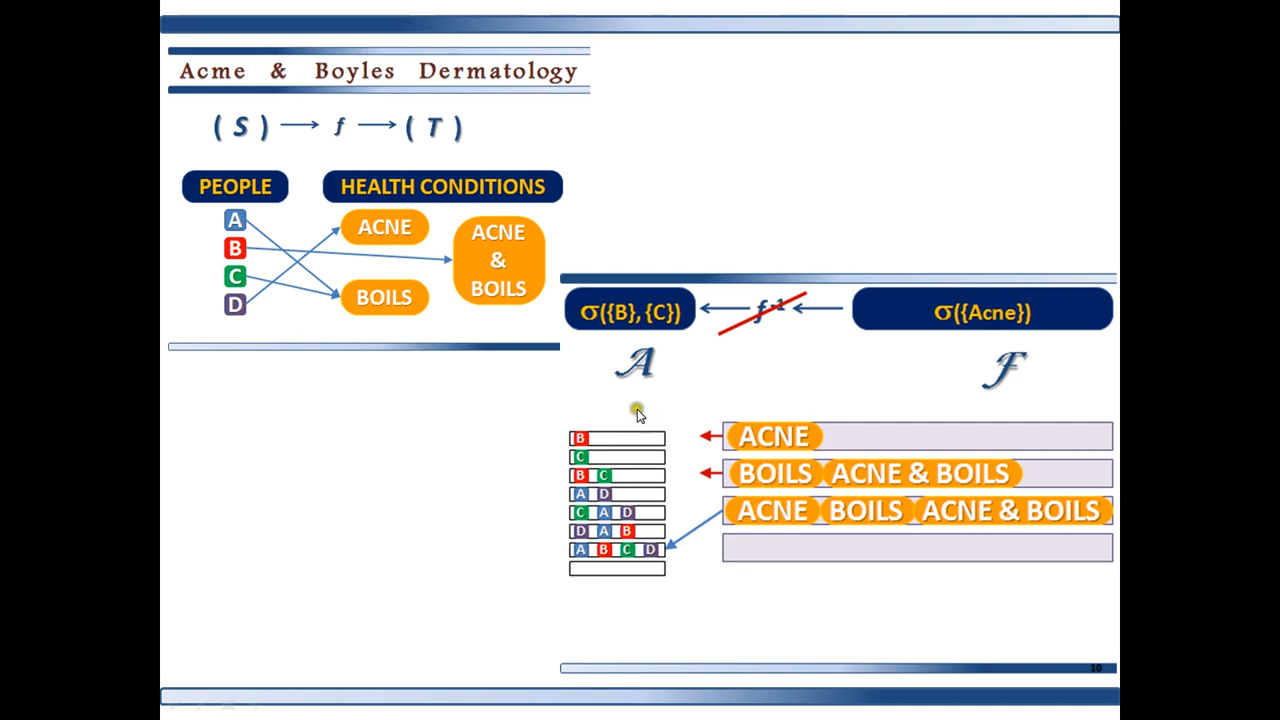 Acme & Boyles Dermatology
( S ) → f → ( T )
PEOPLE HEALTH CONDITIONS
A
B
C
D
ACNE
BOILS
ACNE
&
BOILS
σ({B}, {C}) ← f⁻¹ ← σ({Acne})
𝒜
ℱ
B
C
B C
A D
C A D
D A B
A B C D
ACNE
BOILS ACNE & BOILS
ACNE BOILS ACNE & BOILS
10